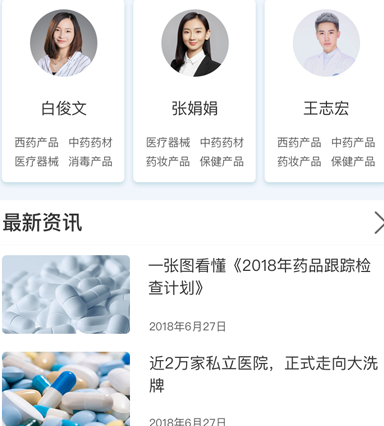 白俊文 张娟娟 王志宏
西药产品 中药药材 医疗器械 中药药材 西药产品 中药产品
医疗器械 消毒产品 药妆产品 保健产品 药妆产品 保健产品
最新资讯
一张图看懂《2018年药品跟踪检
查计划》
2018年6月27日
近2万家私立医院，正式走向大洗
牌
2018年6月27日